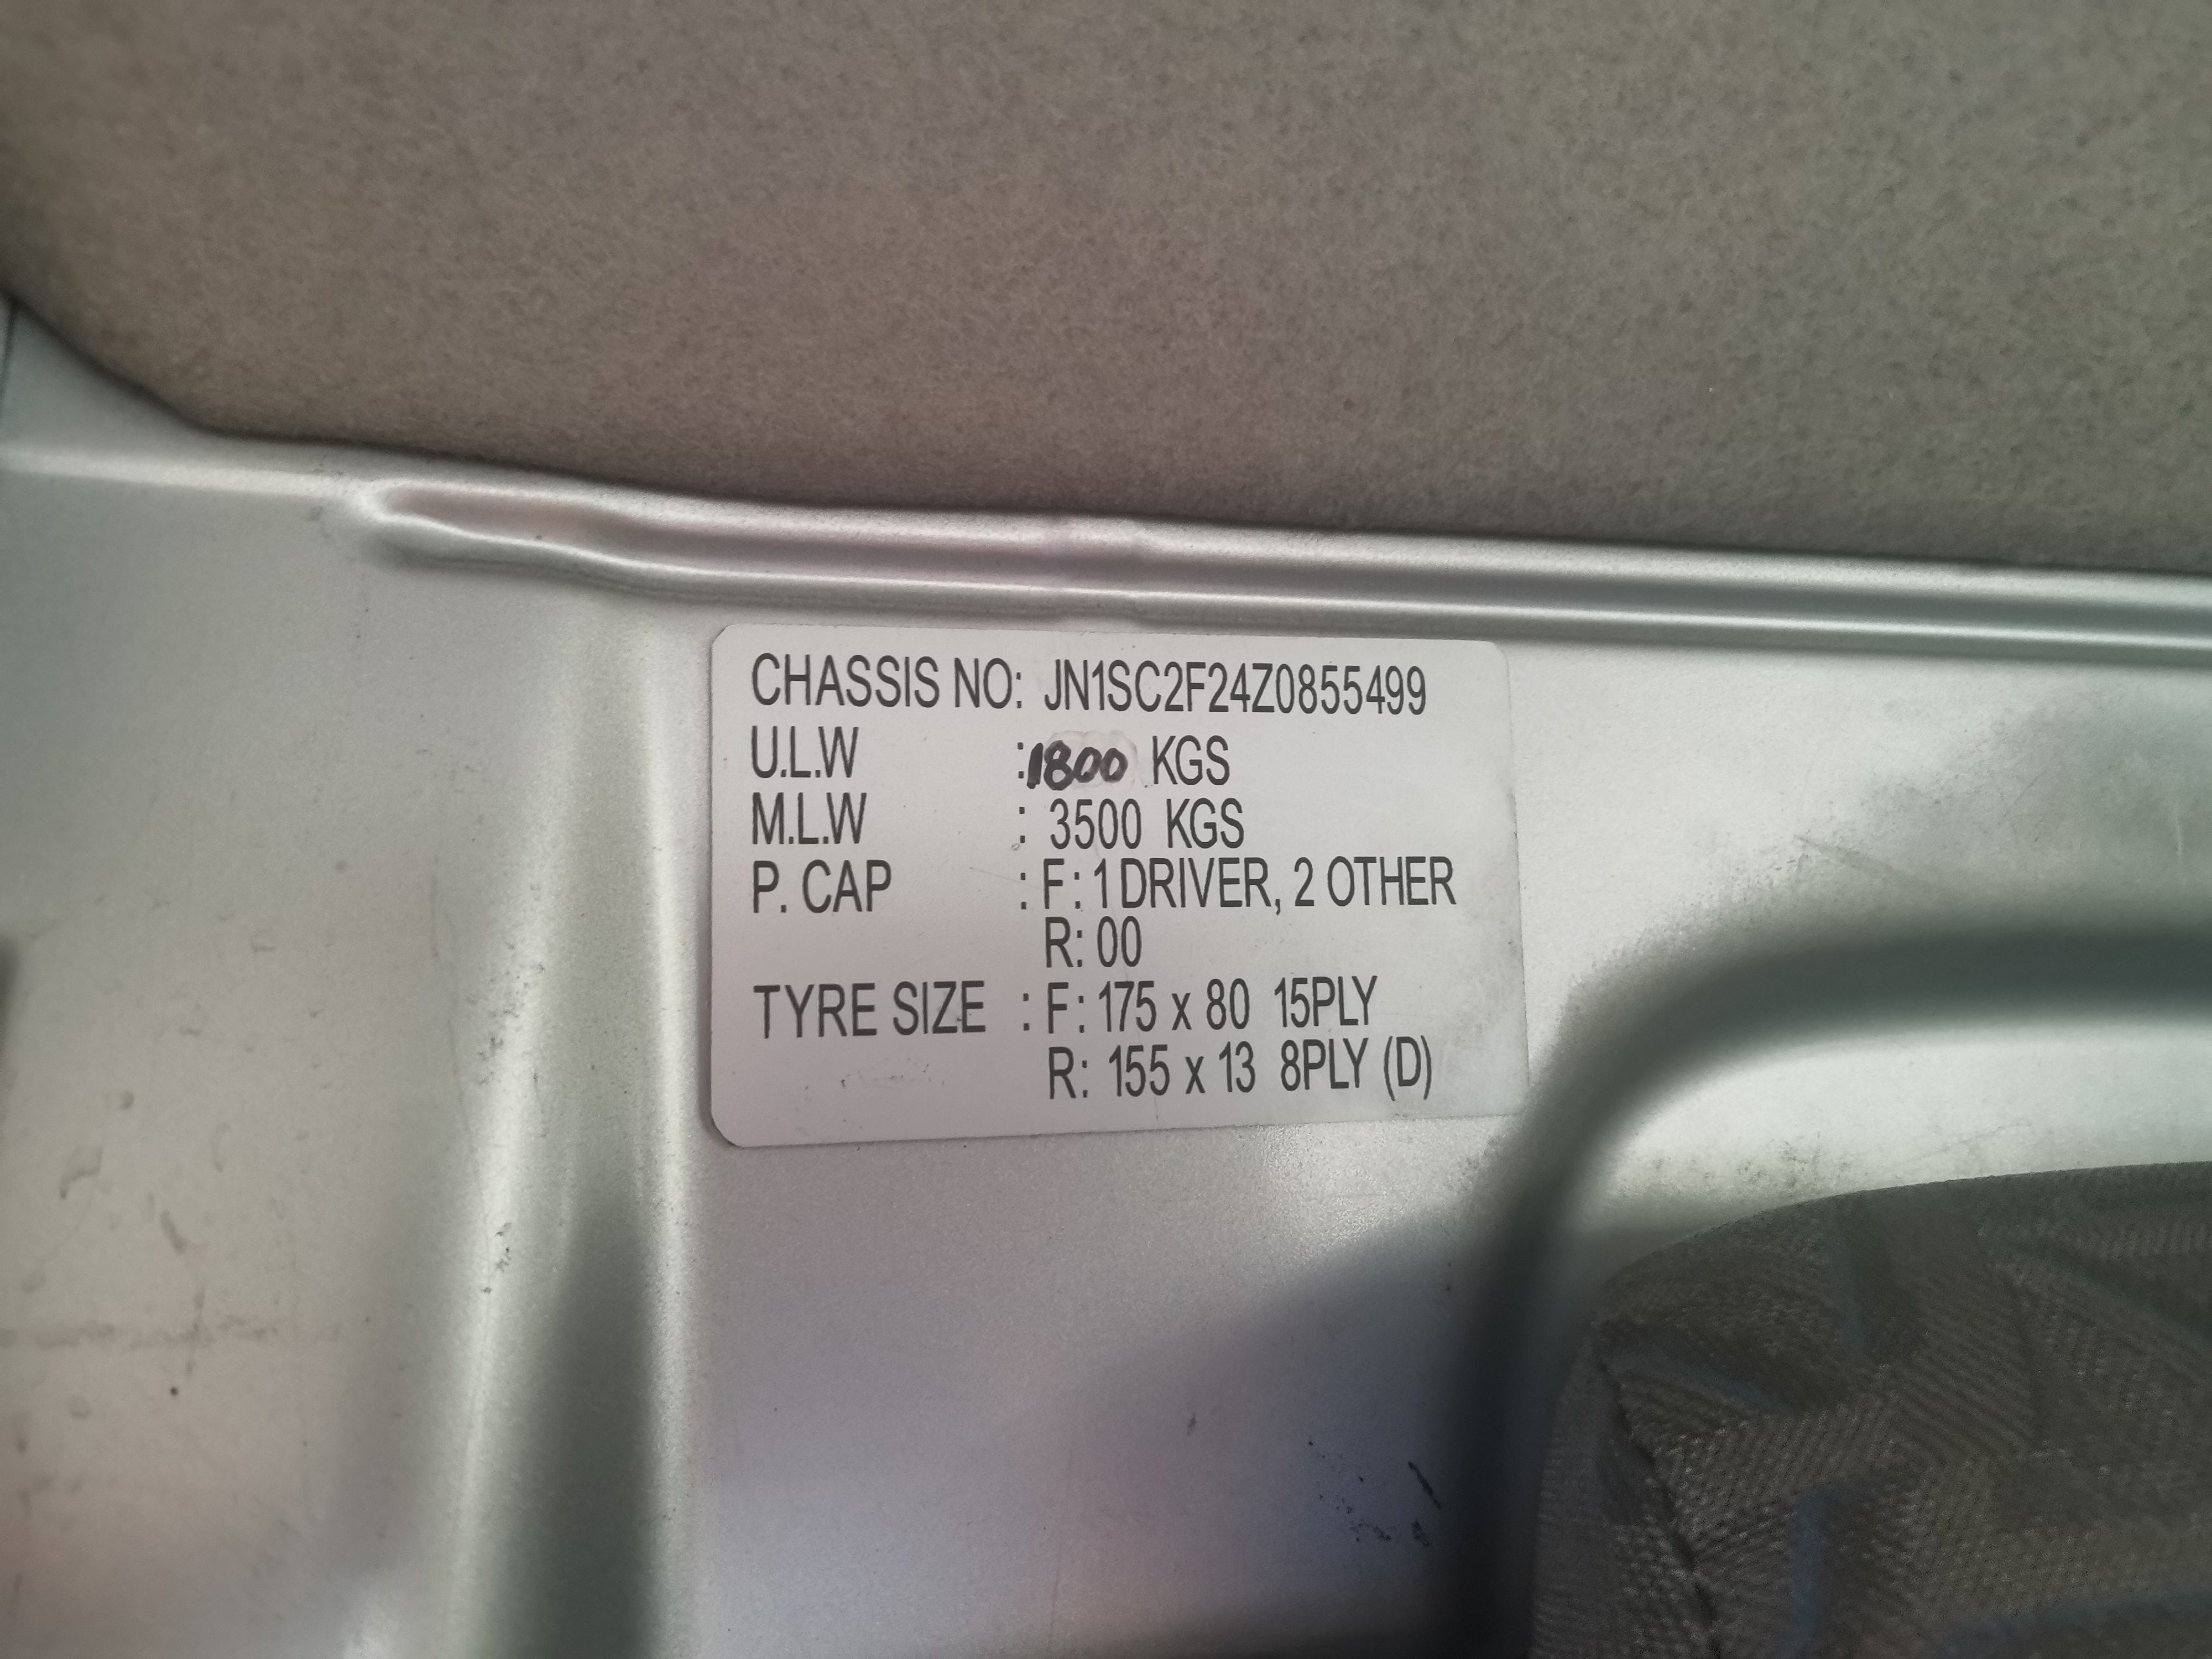 CHASSIS NO: JN1SC2F24Z0855499
U.L.W : 1800 KGS
M.L.W : 3500 KGS
P. CAP : F: 1 DRIVER, 2 OTHER
R: 00
TYRE SIZE : F: 175 x 80 15PLY
R: 155 x 13 8PLY (D)